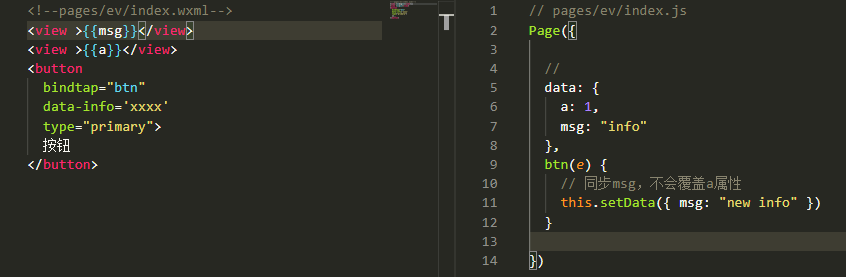 <!--pages/ev/index.wxml-->
<view >{{msg}}</view>
<view >{{a}}</view>
<button
bindtap="btn"
data-info='xxxx'
type="primary">
按钮
</button>
1 // pages/ev/index.js
2 Page({
3
4 //
5 data: {
6 a: 1,
7 msg: "info"
8 },
9 btn(e) {
10 // 同步msg，不会覆盖a属性
11 this.setData({ msg: "new info" })
12 }
13
14 })